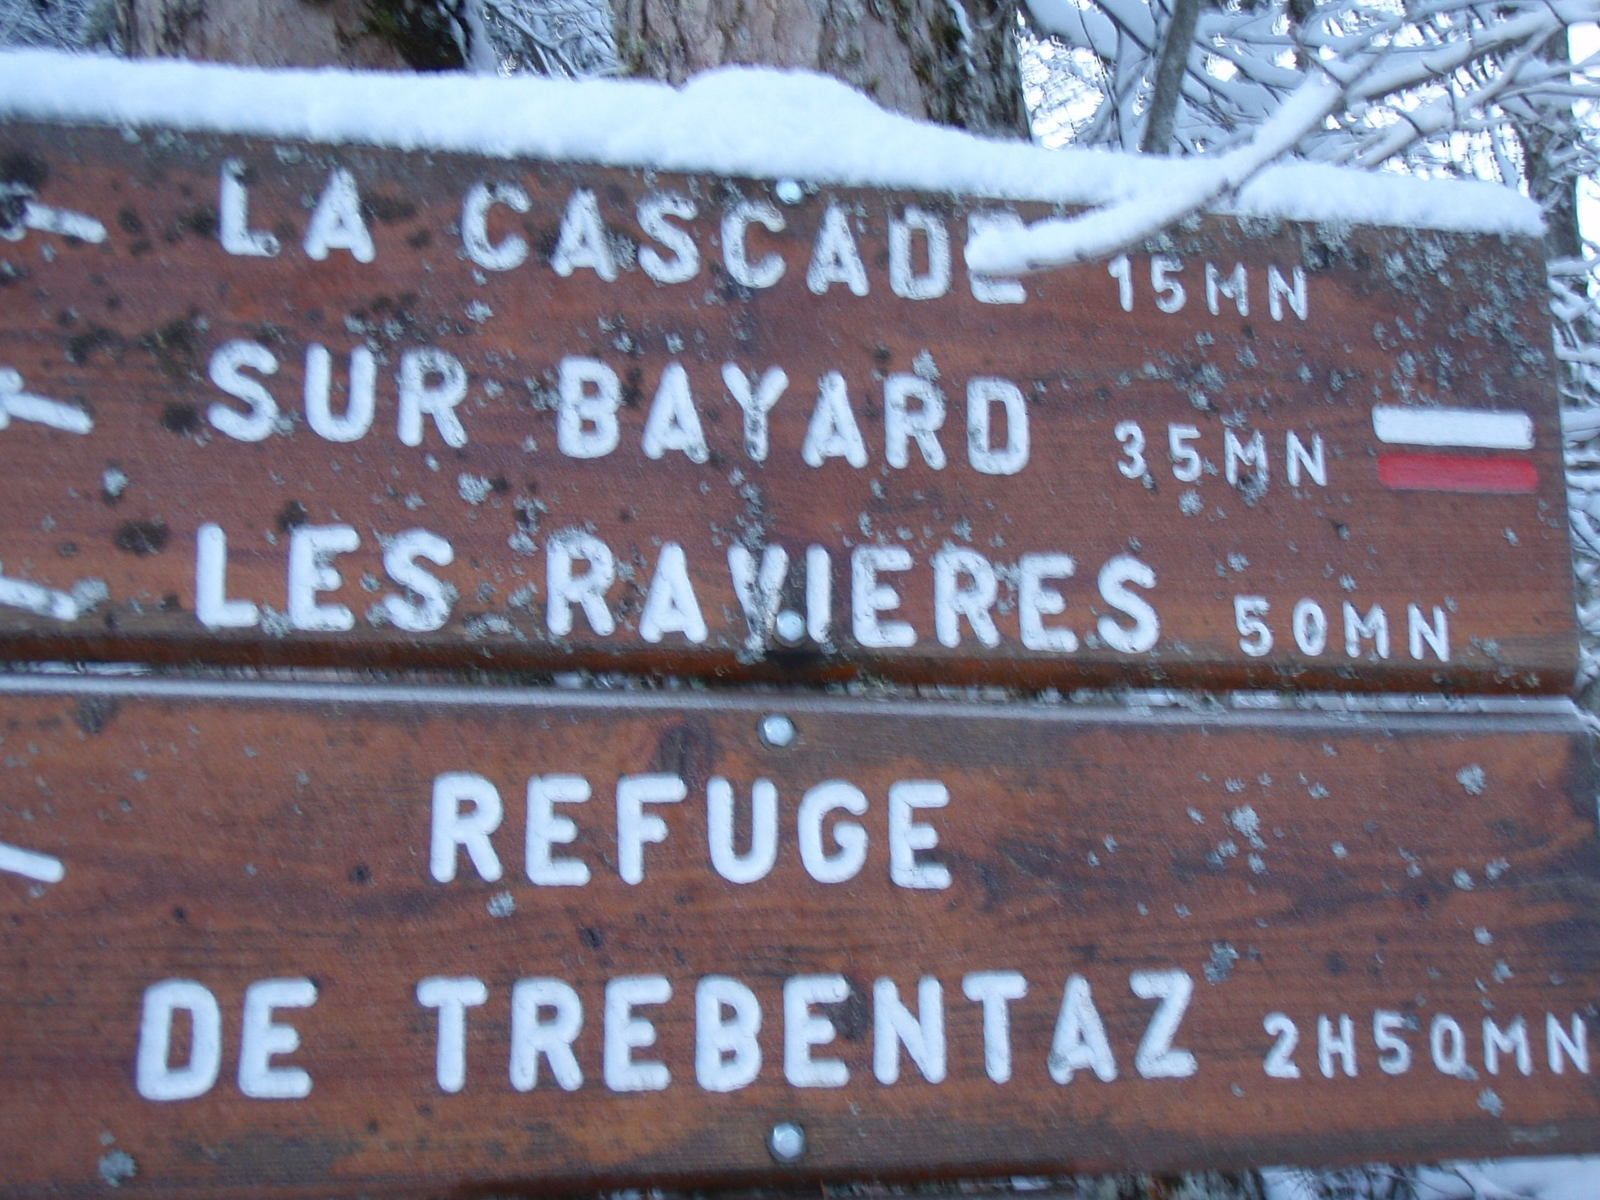 LA CASCADE 15MN
SUR BAYARD 35MN
LES RAVIERES 50MN
REFUGE
DE TREBENTAZ 2H50MN